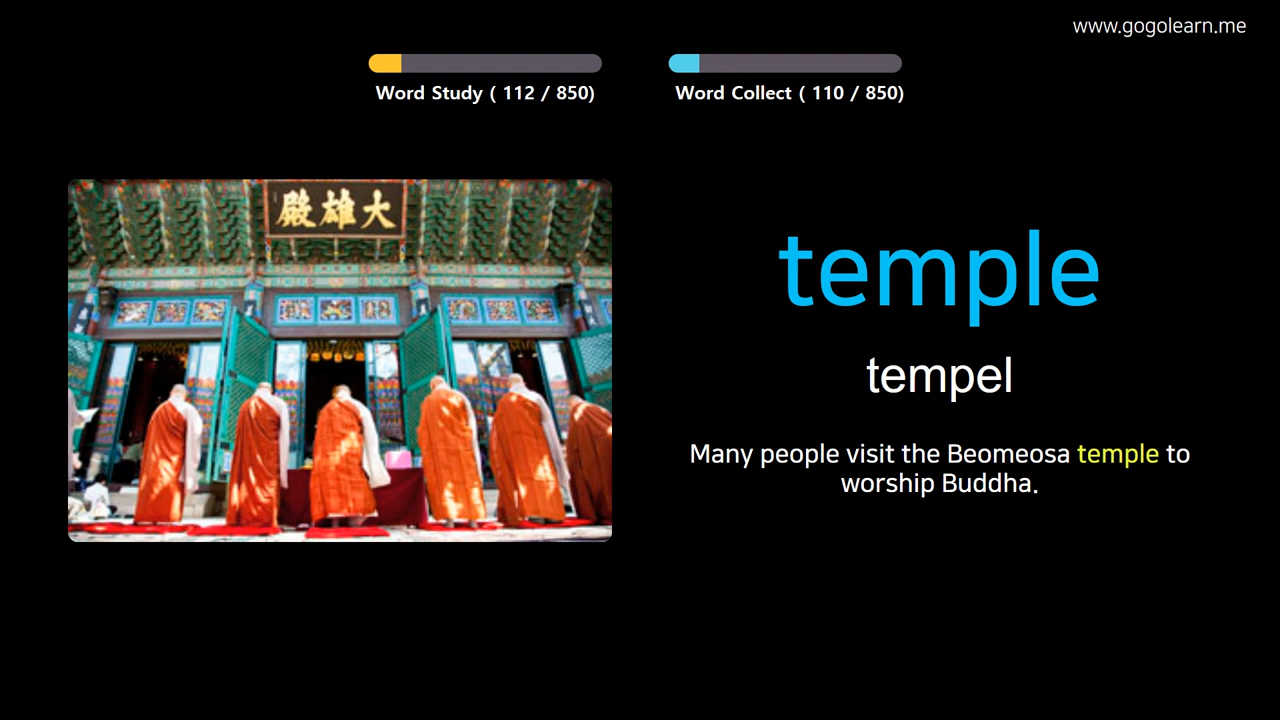 www.gogolearn.me
Word Study ( 112 / 850)
Word Collect ( 110 / 850)
殿雄大
temple
tempel
Many people visit the Beomeosa temple to
worship Buddha.